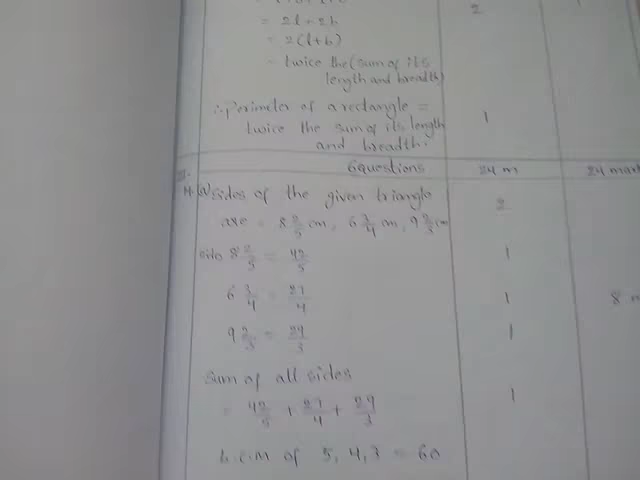 = 2l + 2b 2 1
= 2(l+b)
= twice the (sum of its
length and breadth)
∴ Perimeter of a rectangle =
twice the sum of its length 1
and breadth.
6 questions 24 m 24 mark
sides of the given triangle 2
are = 8 2/5 cm, 6 3/4 cm, 9 2/3 cm
8 2/5 = 42/5 1
6 3/4 = 27/4 1 8 m
9 2/3 = 29/3 1
Sum of all sides
= 42/5 + 27/4 + 29/3 1
L.C.M of 5, 4, 3 = 60